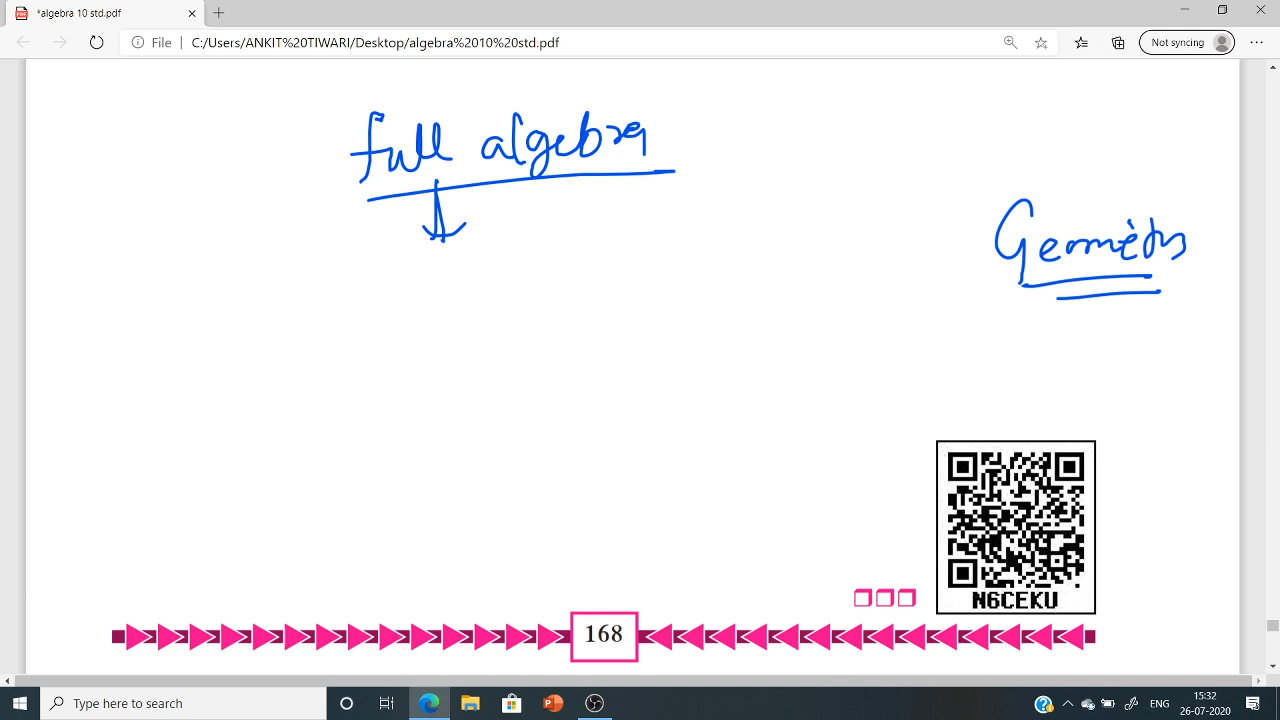 *algebra 10 std.pdf
File | C:/Users/ANKIT%20TIWARI/Desktop/algebra%2010%20std.pdf
Not syncing
full algebra
Geometry
N6CEKU
168
Type here to search
ENG
15:32
26-07-2020